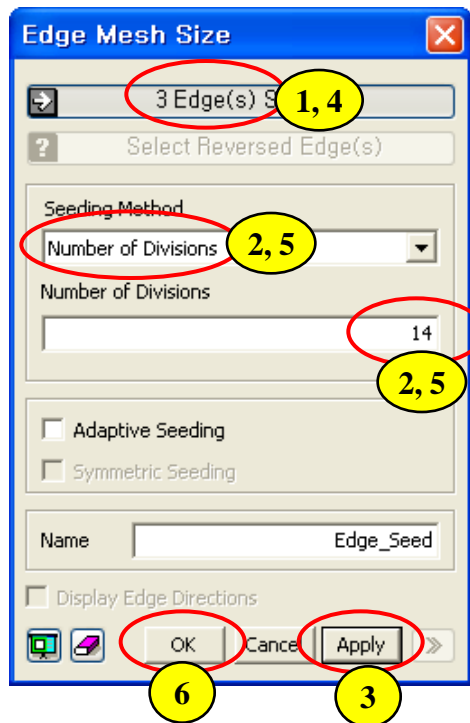 Edge Mesh Size
3 Edge(s) S
1, 4
Select Reversed Edge(s)
Seeding Method
Number of Divisions
2, 5
Number of Divisions
14
2, 5
Adaptive Seeding
Symmetric Seeding
Name
Edge_Seed
Display Edge Directions
OK
Cancel
Apply
6
3